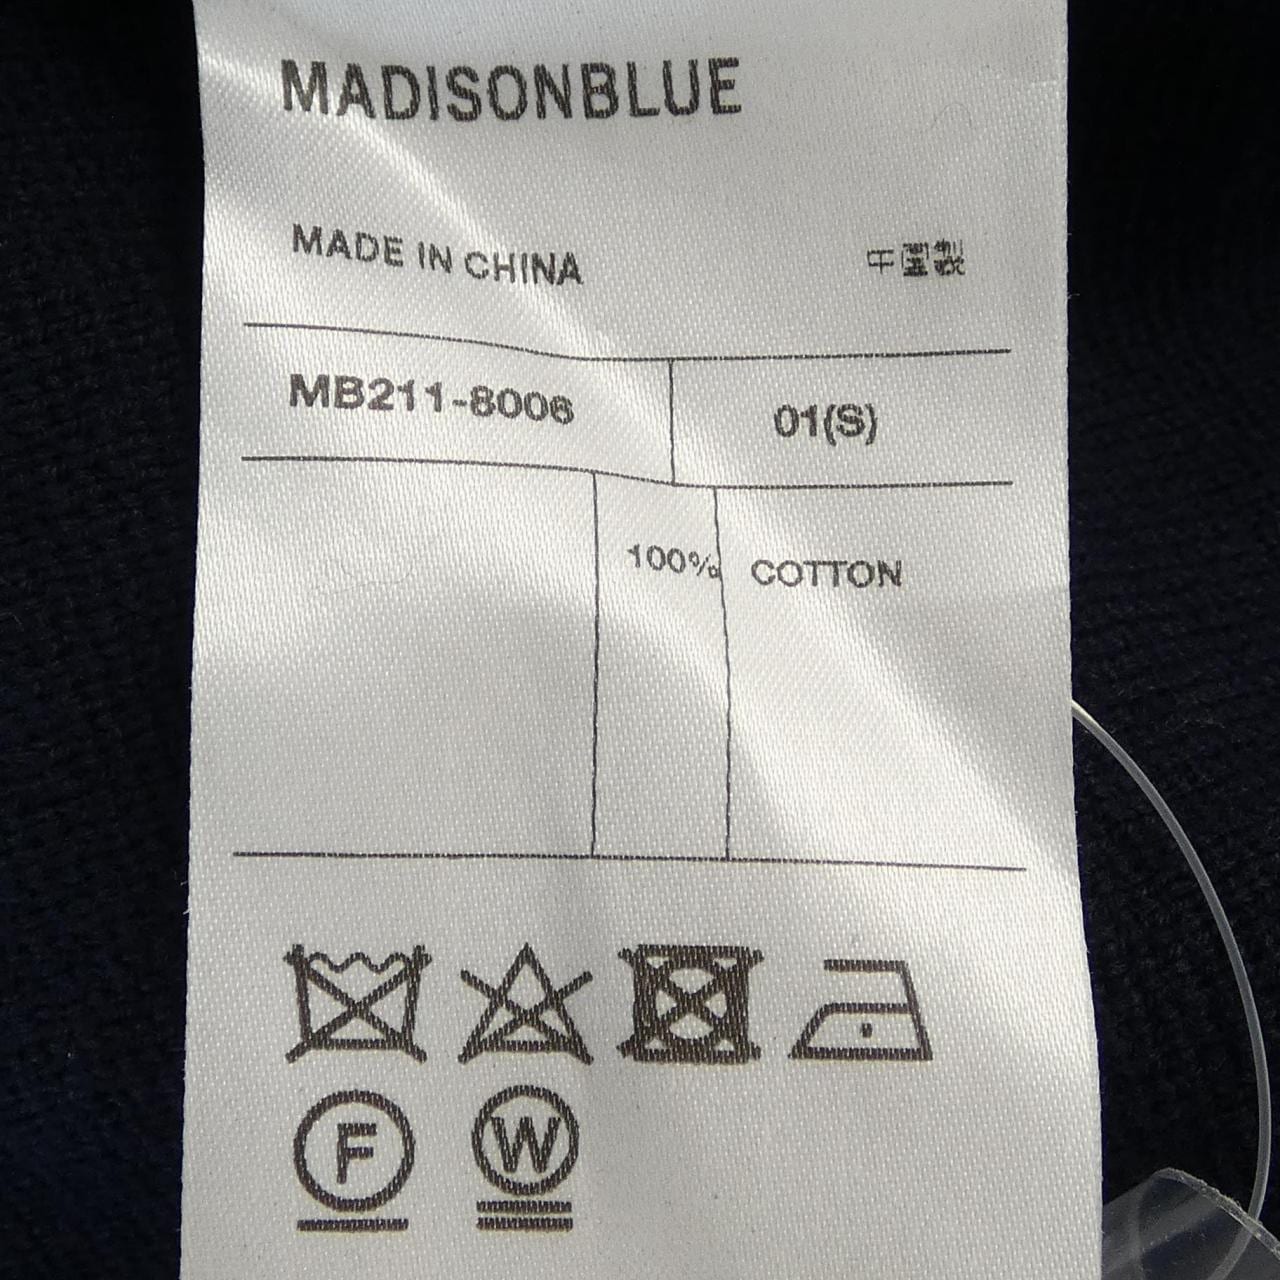 MADISONBLUE
MADE IN CHINA 中国製
MB211-8006 01(S)
100% COTTON
F W